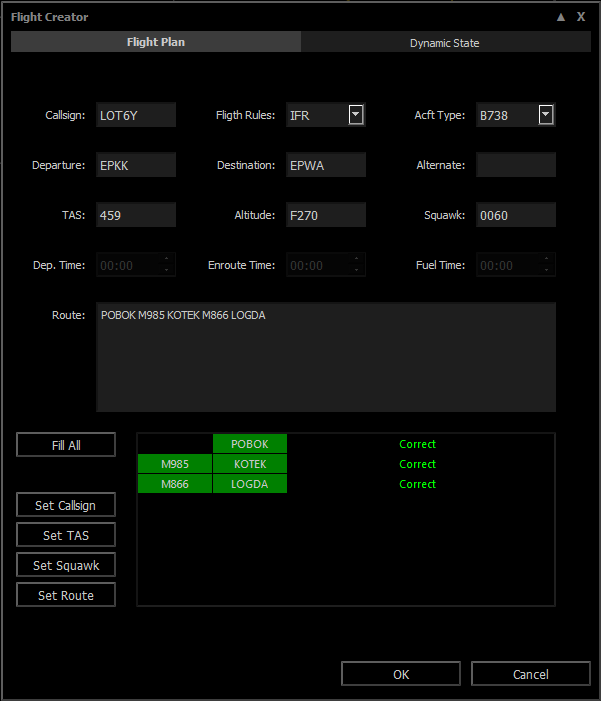 Flight Creator ▲ X
Flight Plan Dynamic State
Callsign: LOT6Y Fligth Rules: IFR Acft Type: B738
Departure: EPKK Destination: EPWA Alternate:
TAS: 459 Altitude: F270 Squawk: 0060
Dep. Time: 00:00 Enroute Time: 00:00 Fuel Time: 00:00
Route: POBOK M985 KOTEK M866 LOGDA
Fill All
POBOK Correct
M985 KOTEK Correct
M866 LOGDA Correct
Set Callsign
Set TAS
Set Squawk
Set Route
OK Cancel